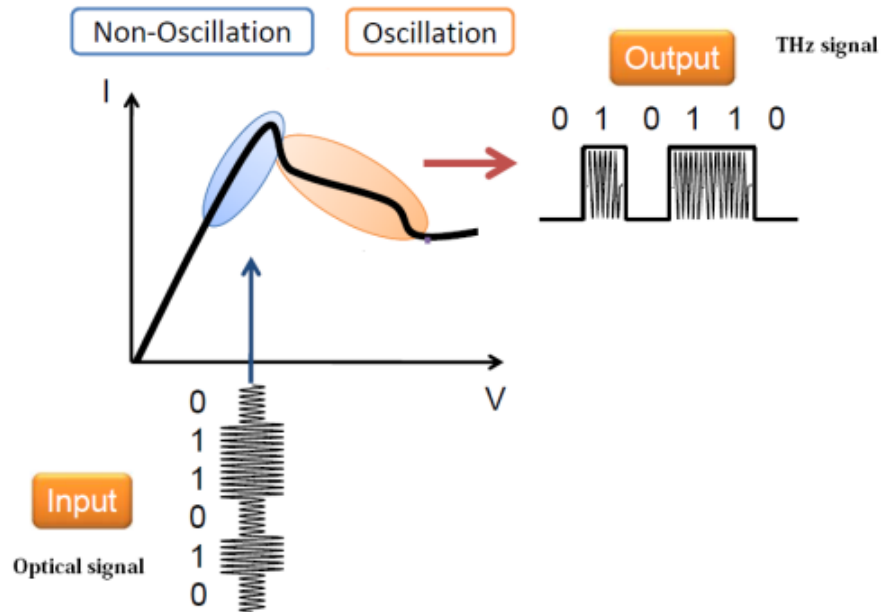 Non-Oscillation
Oscillation
THz signal
Output
I
0 1 0 1 1 0
V
0
1
1
0
1
0
Input
Optical signal